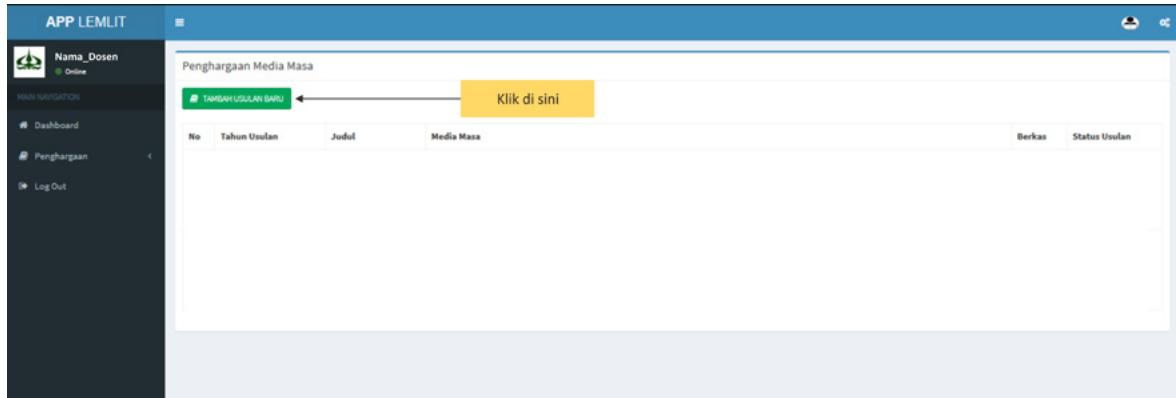 APP LEMLIT
Nama_Dosen
Online
MAIN NAVIGATION
Dashboard
Penghargaan
Log Out
Penghargaan Media Masa
TAMBAH USULAN BARU
Klik di sini
No Tahun Usulan Judul Media Masa Berkas Status Usulan